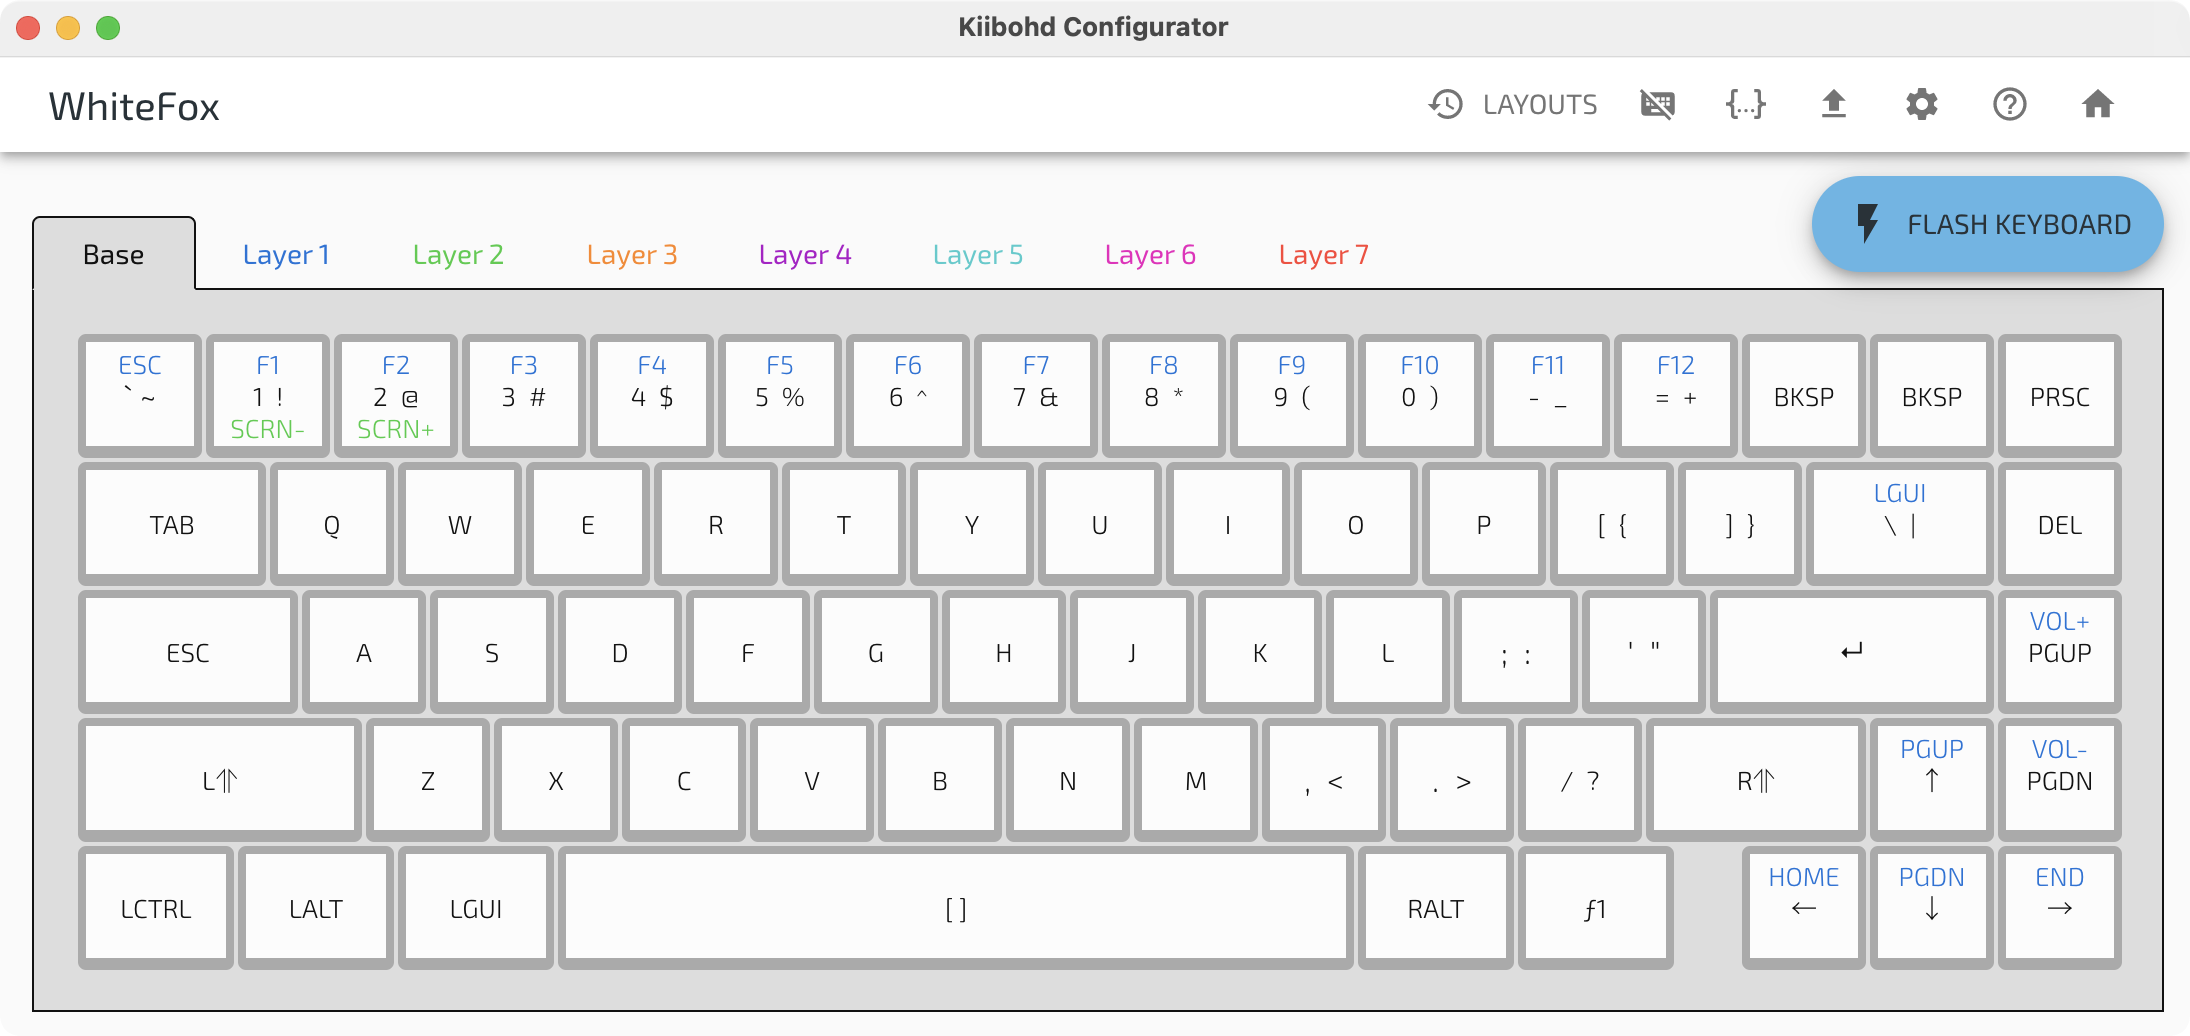 Kiibohd Configurator
WhiteFox
LAYOUTS
{...}
FLASH KEYBOARD
Base Layer 1 Layer 2 Layer 3 Layer 4 Layer 5 Layer 6 Layer 7
ESC F1 F2 F3 F4 F5 F6 F7 F8 F9 F10 F11 F12
` ~ 1 ! 2 @ 3 # 4 $ 5 % 6 ^ 7 & 8 * 9 ( 0 ) - _ = + BKSP BKSP PRSC
SCRN- SCRN+
LGUI
TAB Q W E R T Y U I O P [ { ] } \ | DEL
VOL+
ESC A S D F G H J K L ; : ' " ↵ PGUP
PGUP VOL-
L⇑ Z X C V B N M , < . > / ? R⇑ ↑ PGDN
HOME PGDN END
LCTRL LALT LGUI [ ] RALT ƒ1 ← ↓ →